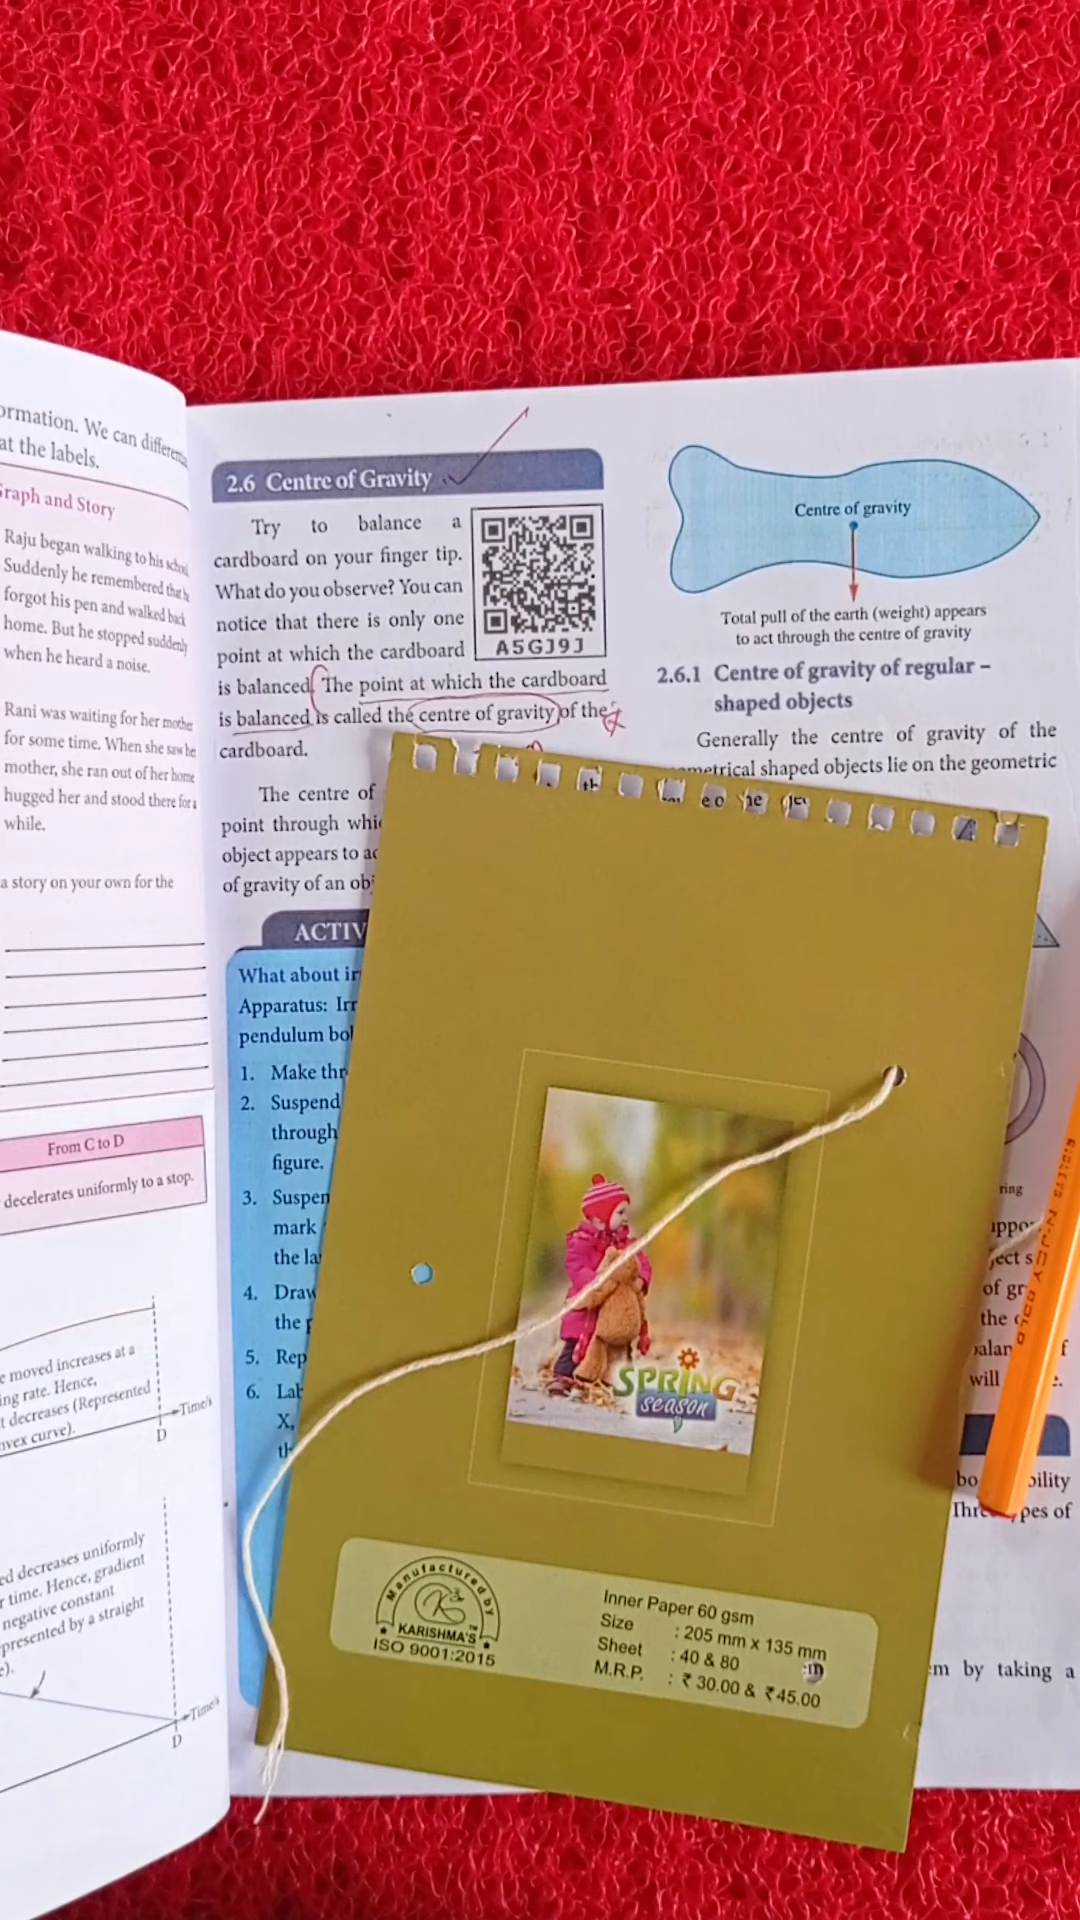 ormation. We can differen
at the labels.
Graph and Story
Raju began walking to his school.
Suddenly he remembered that he
forgot his pen and walked back
home. But he stopped suddenly
when he heard a noise.
Rani was waiting for her mother
for some time. When she saw he
mother, she ran out of her home
hugged her and stood there for a
while.
a story on your own for the
From C to D
decelerates uniformly to a stop.
e moved increases at a
ing rate. Hence,
t decreases (Represented
nvex curve).
Time/s
D
ed decreases uniformly
r time. Hence, gradient
negative constant
presented by a straight
e).
Time/s
D
2.6 Centre of Gravity
Try to balance a
cardboard on your finger tip.
What do you observe? You can
notice that there is only one
point at which the cardboard
is balanced. The point at which the cardboard
is balanced is called the centre of gravity of the
cardboard.
A5GJ9J
The centre of
point through whi
object appears to ac
of gravity of an obj
ACTIV
What about ir
Apparatus: Irr
pendulum bol
1. Make thr
2. Suspend
through
figure.
3. Suspen
mark
the la
4. Draw
the p
5. Rep
6. Lab
X,
th
Centre of gravity
Total pull of the earth (weight) appears
to act through the centre of gravity
2.6.1 Centre of gravity of regular –
shaped objects
Generally the centre of gravity of the
metrical shaped objects lie on the geometric
ring
ippo
ject s
of gr
the
palan f
will e.
bo bility
Thre pes of
m by taking a
SPRING
season
Manufactured by
K
KARISHMA'S™
ISO 9001:2015
Inner Paper 60 gsm
Size : 205 mm x 135 mm
Sheet : 40 & 80
M.R.P. : ₹ 30.00 & ₹45.00